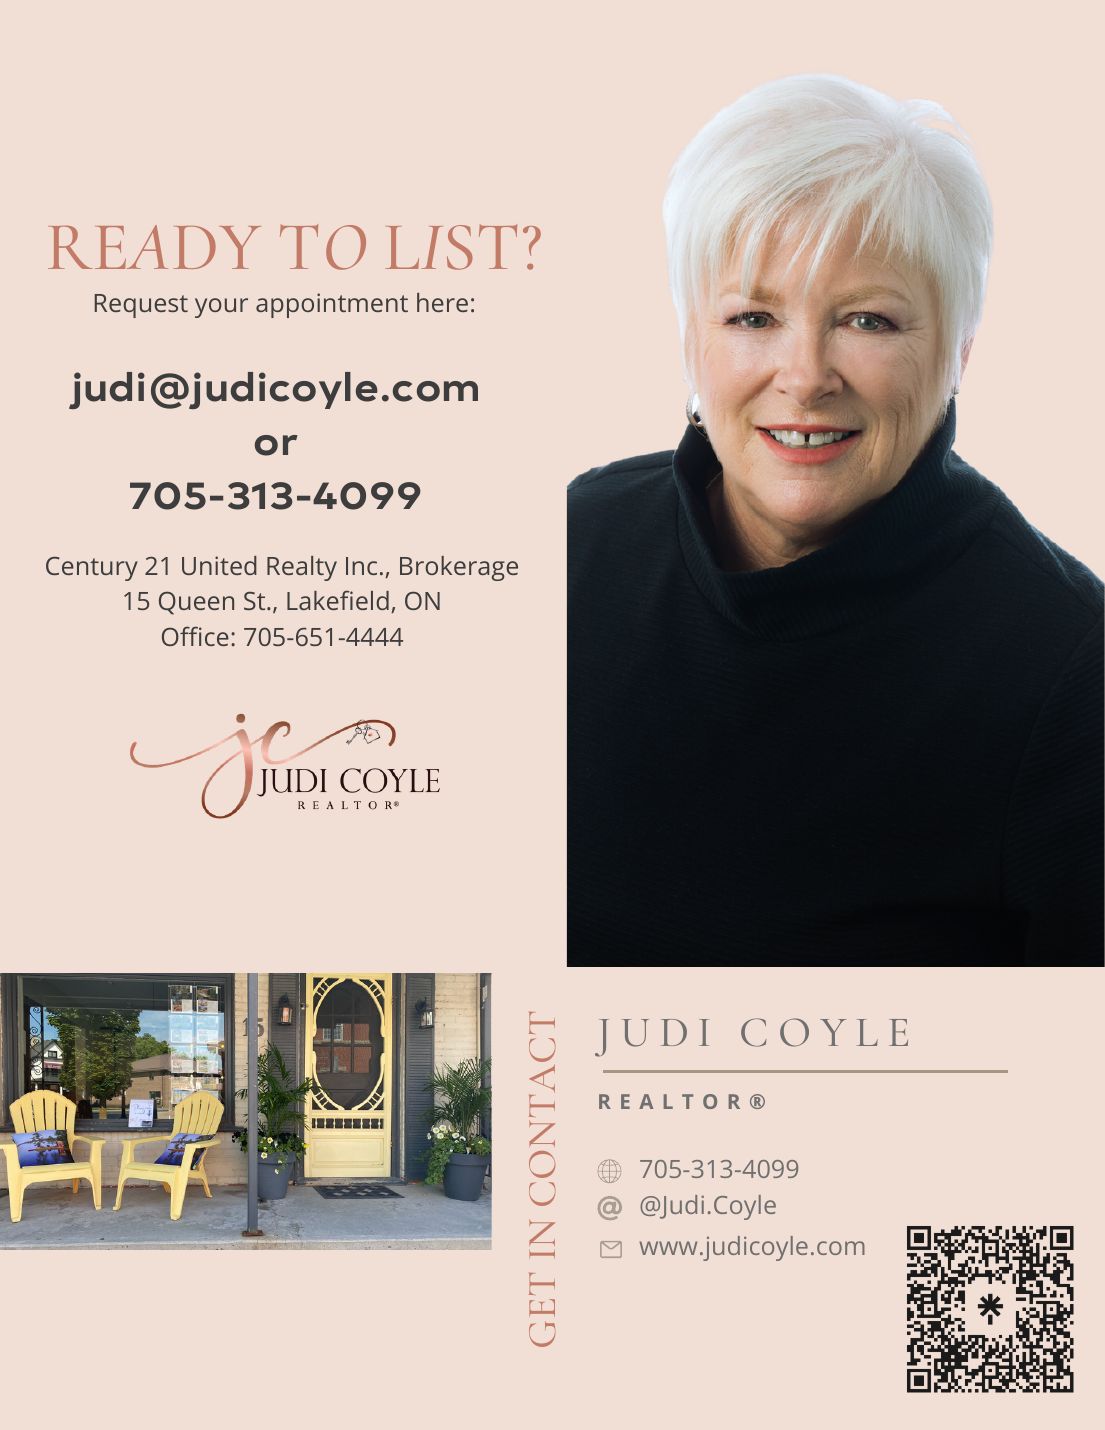 READY TO LIST?
Request your appointment here:
judi@judicoyle.com
or
705-313-4099
Century 21 United Realty Inc., Brokerage
15 Queen St., Lakefield, ON
Office: 705-651-4444
jc
JUDI COYLE
REALTOR®
15
GET IN CONTACT
JUDI COYLE
REALTOR®
705-313-4099
@ @Judi.Coyle
www.judicoyle.com